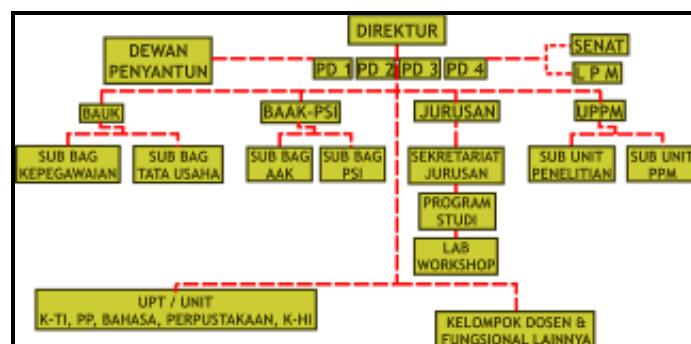 DIREKTUR
DEWAN
PENYANTUN
PD 1 PD 2 PD 3 PD 4
SENAT
L P M
BAUK
BAAK-PSI
JURUSAN
UPPM
SUB BAG
KEPEGAWAIAN
SUB BAG
TATA USAHA
SUB BAG
AAK
SUB BAG
PSI
SEKRETARIAT
JURUSAN
SUB UNIT
PENELITIAN
SUB UNIT
PPM
PROGRAM
STUDI
LAB
WORKSHOP
UPT / UNIT
K-TI, PP, BAHASA, PERPUSTAKAAN, K-HI
KELOMPOK DOSEN &
FUNGSIONAL LAINNYA